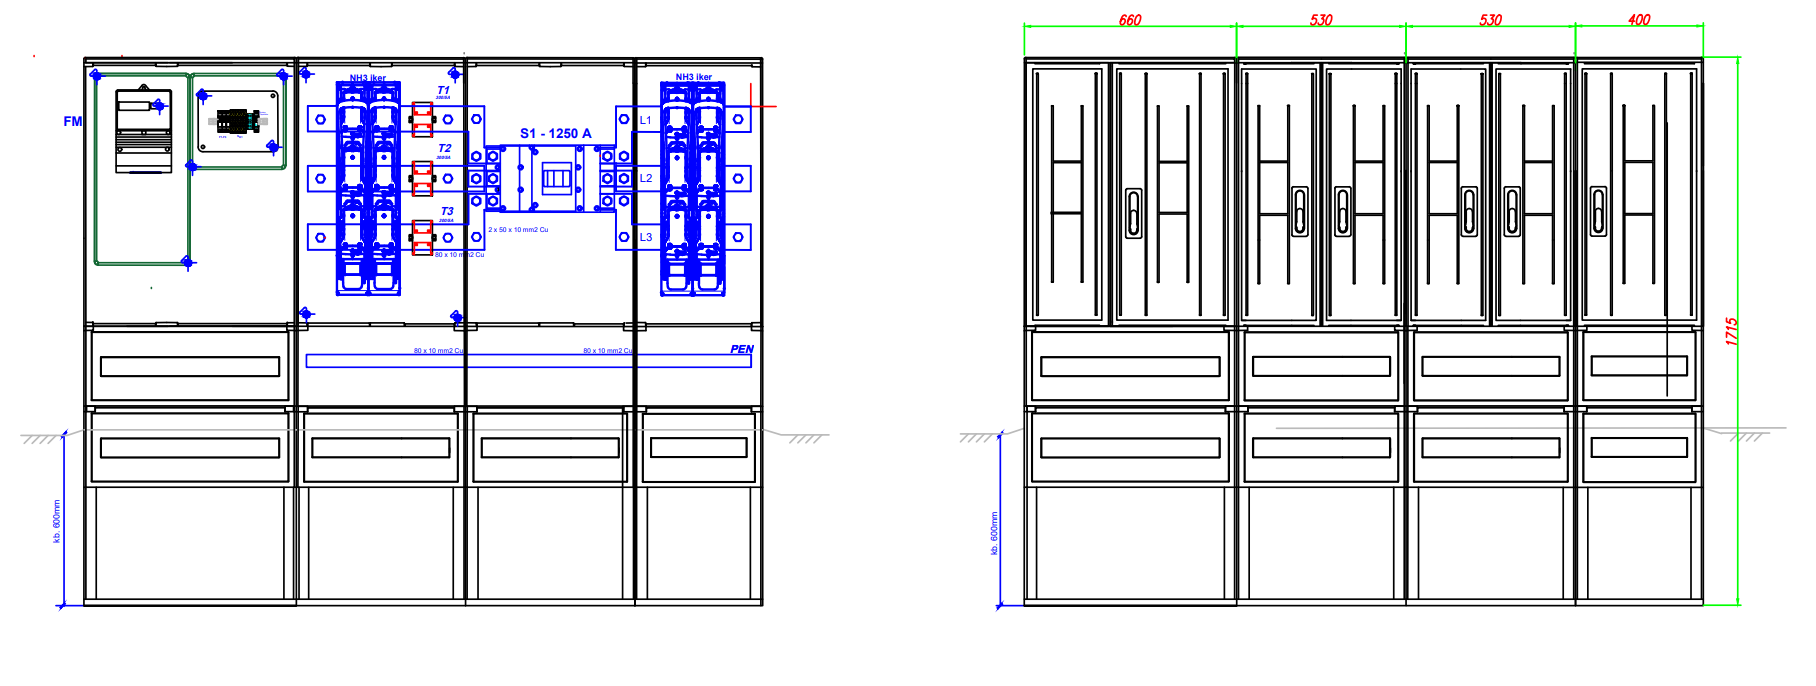 NH3 iker
NH3 iker
FM
T1
T2
T3
S1 - 1250 A
L1
L2
L3
2 x 50 x 10 mm2 Cu
80 x 10 mm2 Cu
80 x 10 mm2 Cu
80 x 10 mm2 Cu
PEN
kb. 600mm
660
530
530
400
1715
kb. 600mm